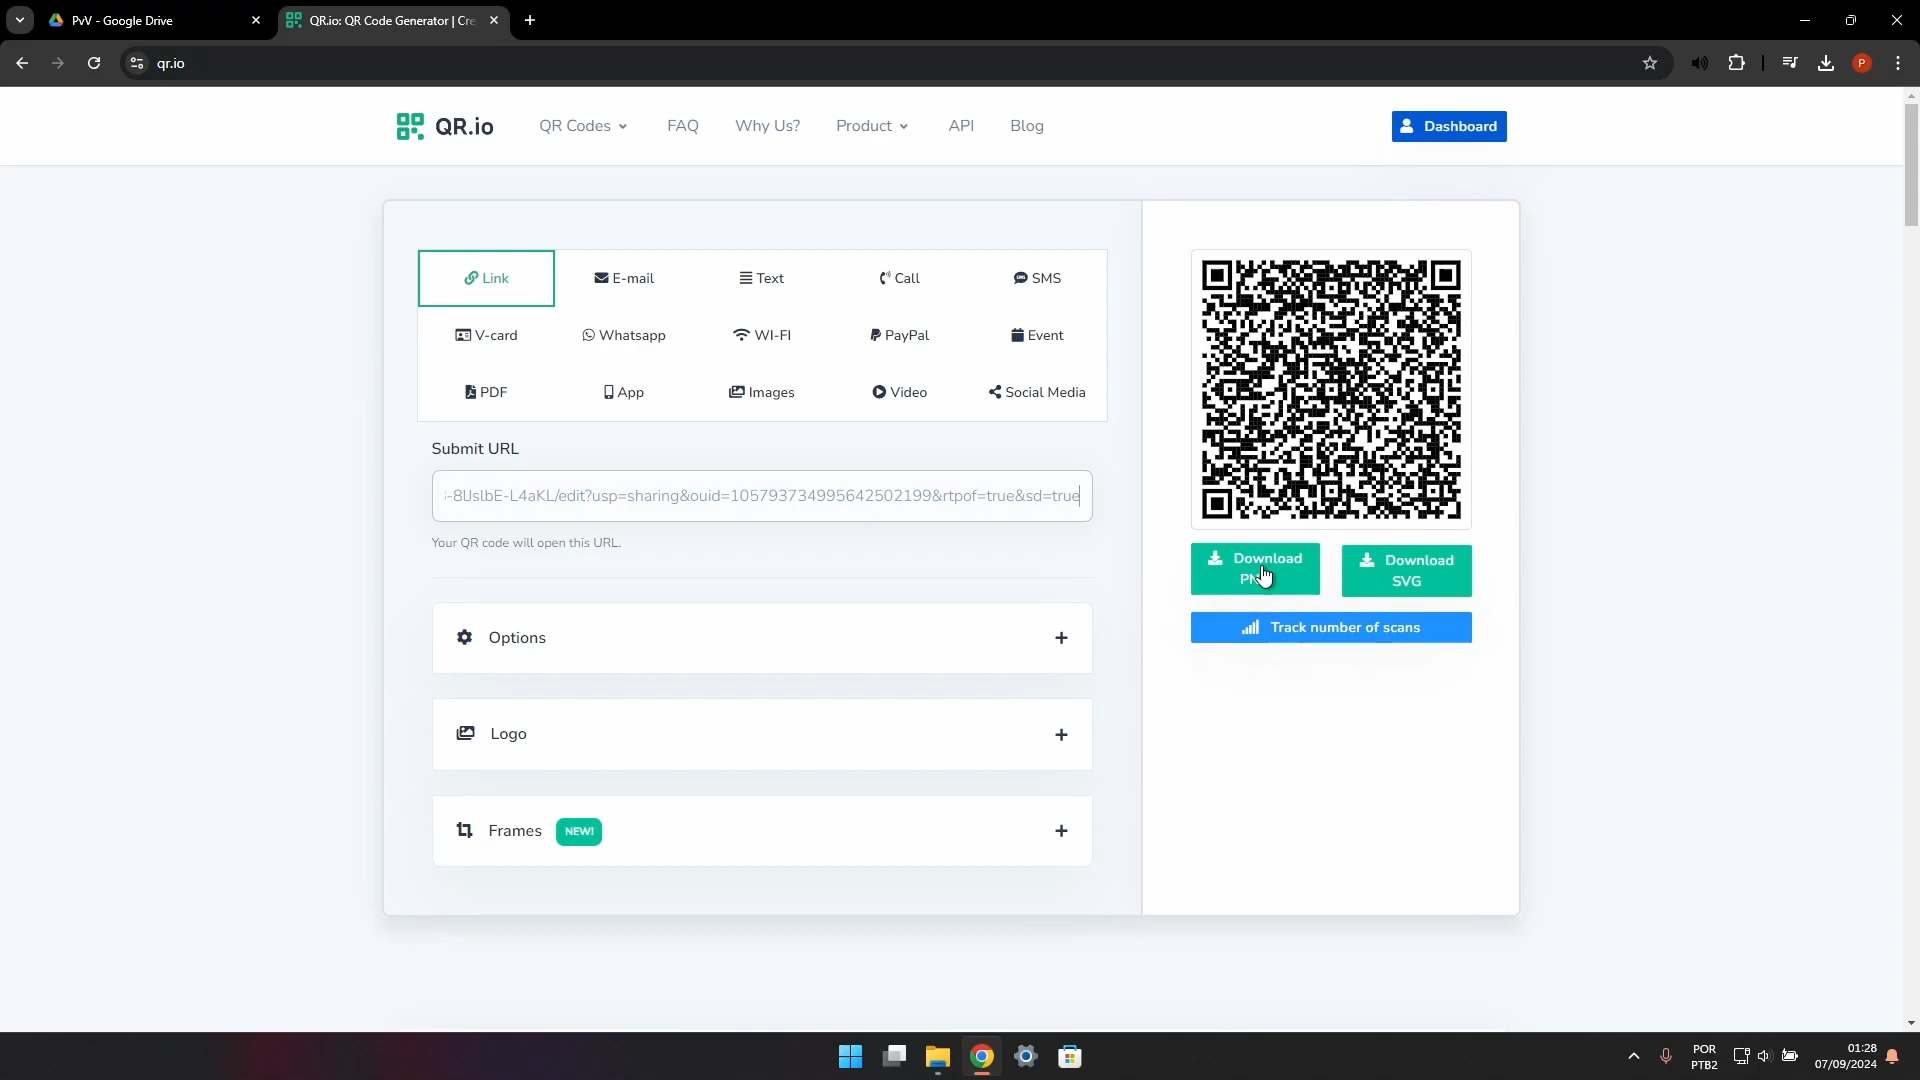 PvV - Google Drive
QR.io: QR Code Generator | Cre
qr.io
P
QR.io
QR Codes
FAQ
Why Us?
Product
API
Blog
Dashboard
Link
E-mail
Text
Call
SMS
V-card
Whatsapp
WI-FI
PayPal
Event
PDF
App
Images
Video
Social Media
Submit URL
-8UslbE-L4aKL/edit?usp=sharing&ouid=105793734995642502199&rtpof=true&sd=true
Your QR code will open this URL.
Options
Logo
Frames NEW!
Download
Download
SVG
Track number of scans
POR
PTB2
01:28
07/09/2024